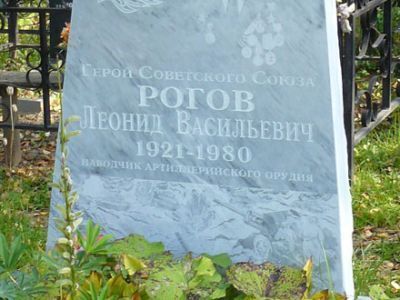 Герой Советского Союза
РОГОВ
Леонид Васильевич
1921-1980
НАВОДЧИК АРТИЛЛЕРИЙСКОГО ОРУДИЯ